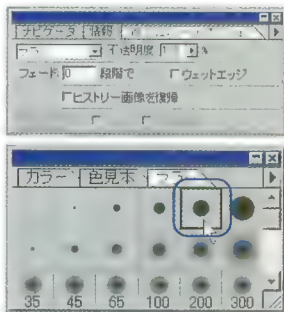 ナビゲータ 情報
不透明度 1 %
フェード 0 段階で ウェットエッジ
ヒストリー画像を復帰
カラー 色見本
35 45 65 100 200 300